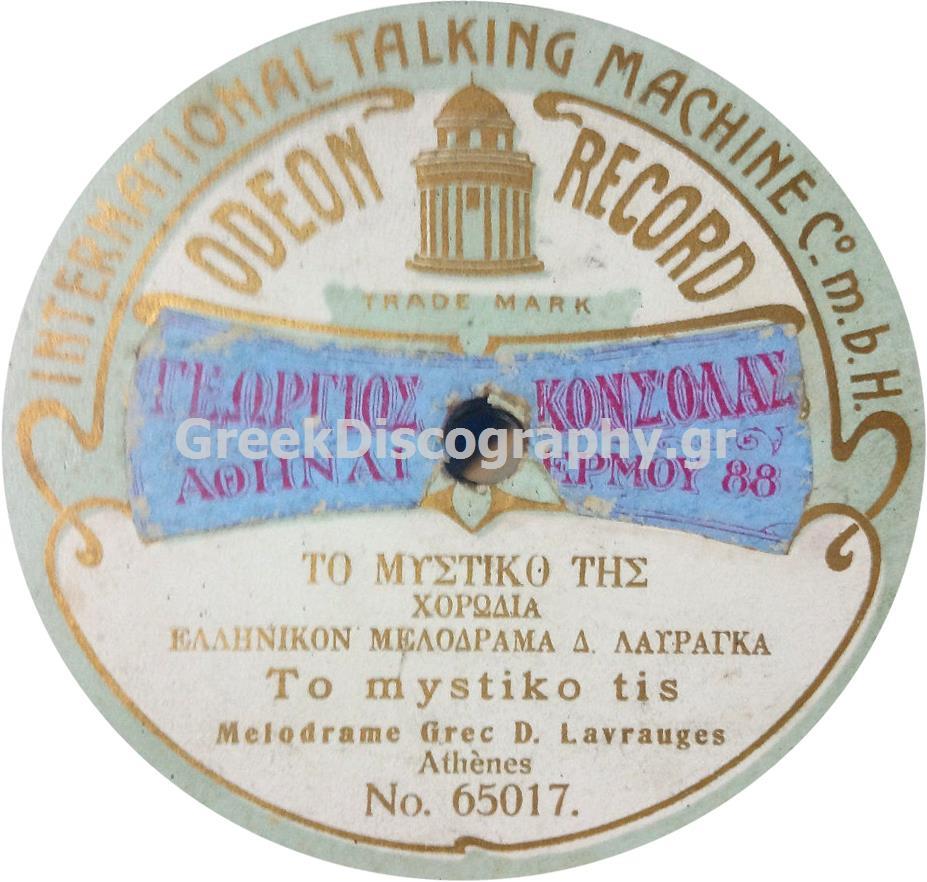 INTERNATIONAL TALKING MACHINE Cº. m.b.H.
ODEON RECORD
TRADE MARK
ΓΕΩΡΓΙΟΣ ΚΟΝΣΟΛΑΣ
GreekDiscography.gr
ΑΘΗΝΑΙ ΕΡΜΟΥ 88
ΤΟ ΜΥΣΤΙΚΟ ΤΗΣ
ΧΟΡΩΔΙΑ
ΕΛΛΗΝΙΚΟΝ ΜΕΛΟΔΡΑΜΑ Δ. ΛΑΥΡΑΓΚΑ
To mystiko tis
Melodrame Grec D. Lavrauges
Athènes
No. 65017.